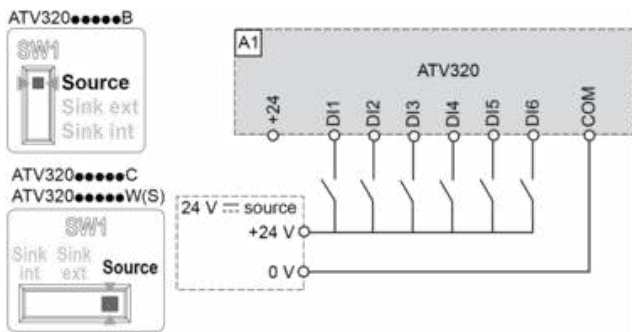 ATV320●●●●●B
SW1
Source
Sink ext
Sink int
ATV320●●●●●C
ATV320●●●●●W(S)
SW1
Sink int
Sink ext
Source
A1
ATV320
+24
DI1
DI2
DI3
DI4
DI5
DI6
COM
24 V ⎓ source
+24 V
0 V